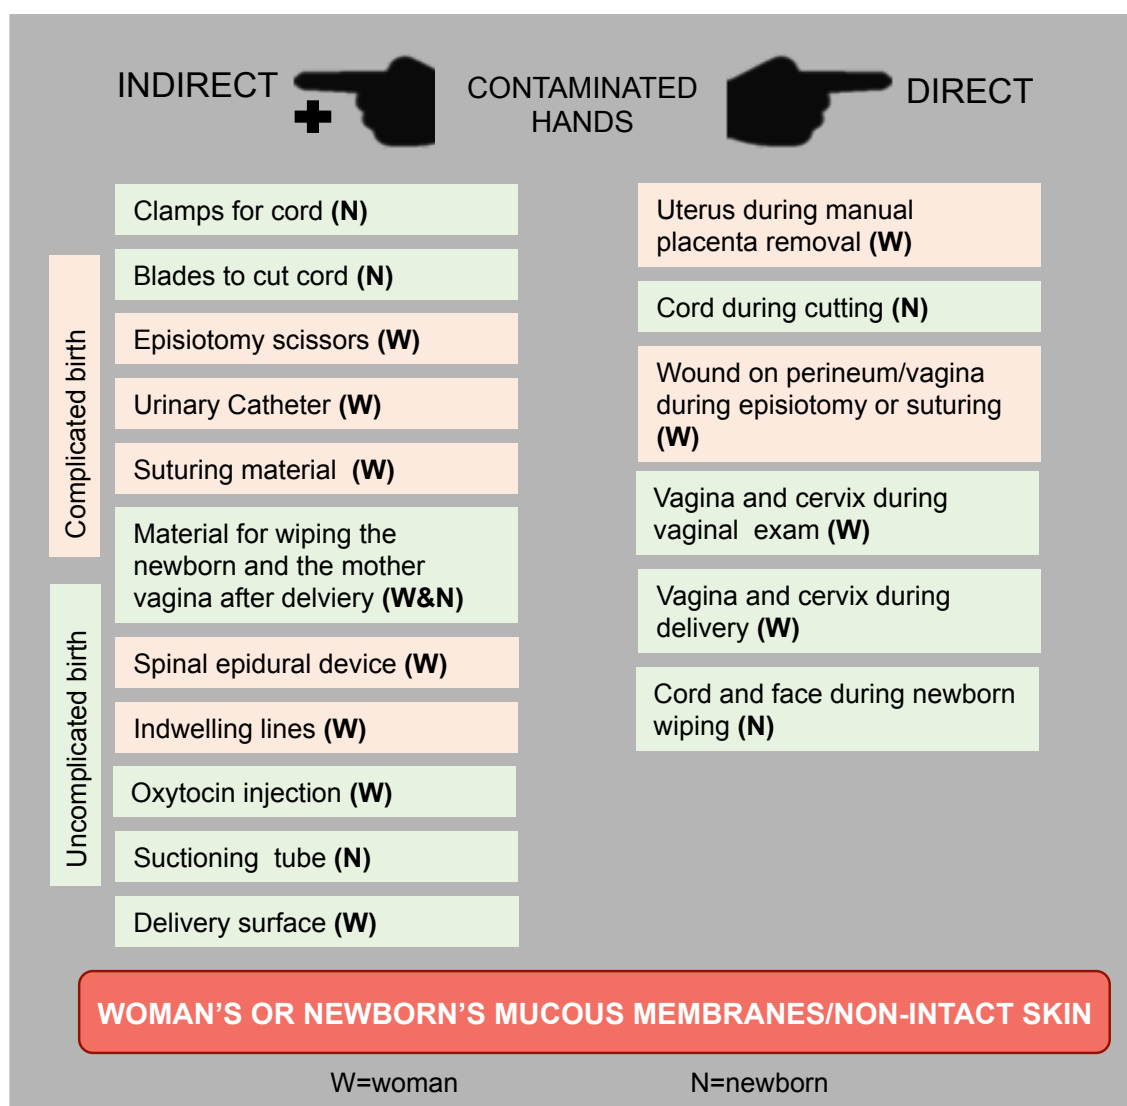 INDIRECT
CONTAMINATED
HANDS
DIRECT
Complicated birth
Uncomplicated birth
Clamps for cord (N)
Blades to cut cord (N)
Episiotomy scissors (W)
Urinary Catheter (W)
Suturing material (W)
Material for wiping the
newborn and the mother
vagina after delviery (W&N)
Spinal epidural device (W)
Indwelling lines (W)
Oxytocin injection (W)
Suctioning tube (N)
Delivery surface (W)
Uterus during manual
placenta removal (W)
Cord during cutting (N)
Wound on perineum/vagina
during episiotomy or suturing
(W)
Vagina and cervix during
vaginal exam (W)
Vagina and cervix during
delivery (W)
Cord and face during newborn
wiping (N)
WOMAN’S OR NEWBORN’S MUCOUS MEMBRANES/NON-INTACT SKIN
W=woman
N=newborn